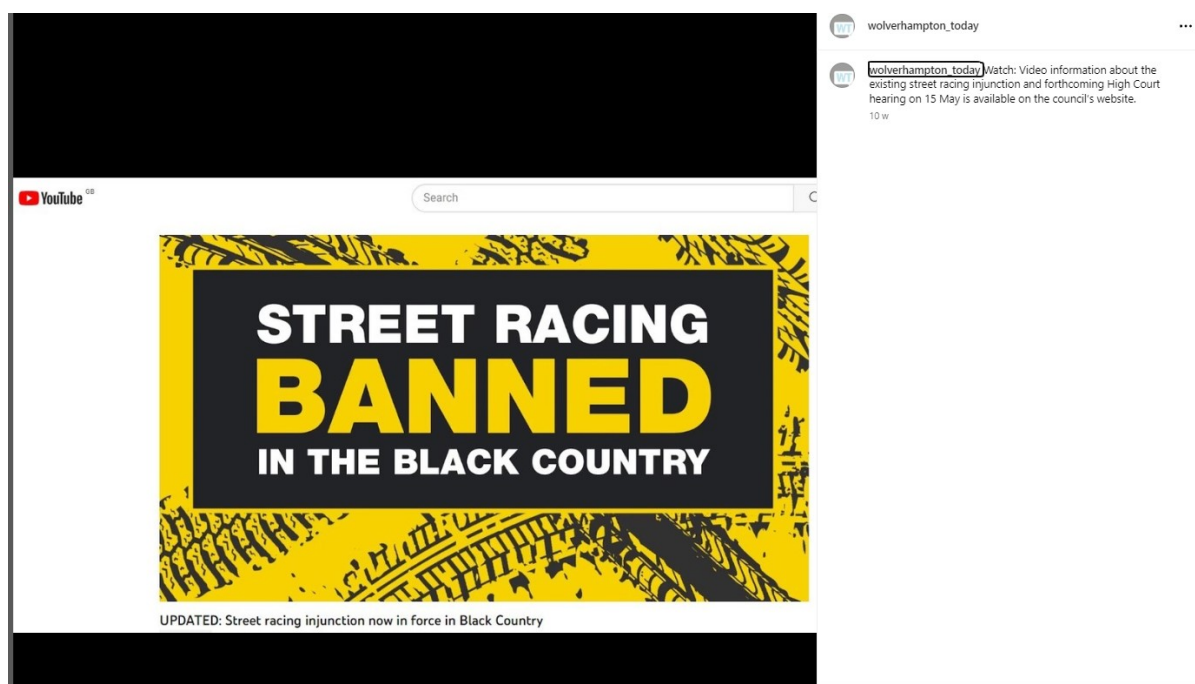 YouTube GB
Search
STREET RACING
BANNED
IN THE BLACK COUNTRY
UPDATED: Street racing injunction now in force in Black Country
WT
wolverhampton_today
WT
wolverhampton_today Watch: Video information about the
existing street racing injunction and forthcoming High Court
hearing on 15 May is available on the council's website.
10 w